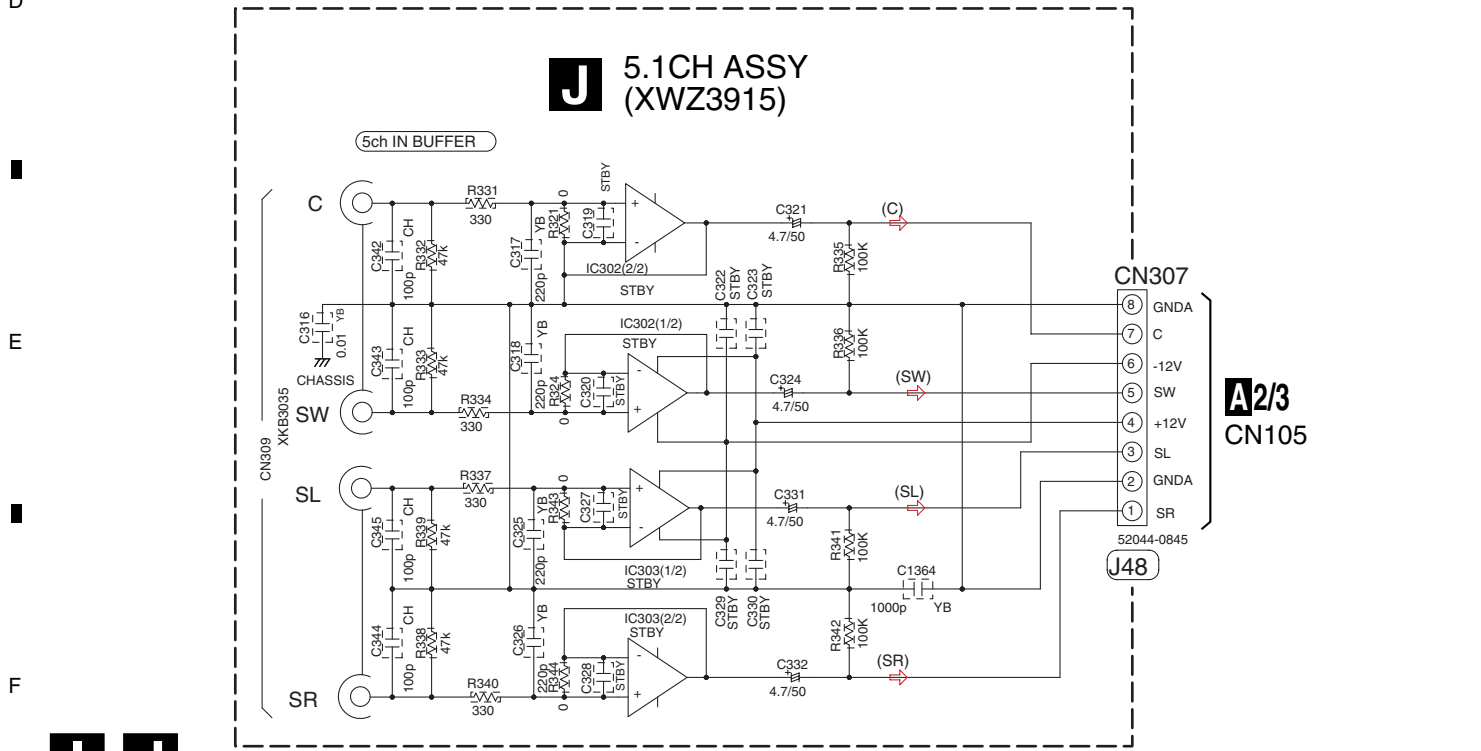 D
J
5.1CH ASSY
(XWZ3915)
5ch IN BUFFER
C
R331
330
C342
CH
100p
R332
47k
C317
YB
220p
R321
0
C319
STBY
+
-
IC302(2/2)
STBY
C321
+
4.7/50
(C)
C322
STBY
C323
STBY
R335
100K
CN307
8
GNDA
7
C
6
-12V
5
SW
4
+12V
3
SL
2
GNDA
1
SR
52044-0845
J48
A 2/3
CN105
E
C316
YB
0.01
CHASSIS
C343
CH
100p
R333
47k
C318
YB
220p
R324
0
C320
STBY
IC302(1/2)
STBY
-
+
C324
+
4.7/50
(SW)
R336
100K
SW
R334
330
CN309
XKB3035
SL
R337
330
C345
CH
100p
R339
47k
C325
YB
220p
R343
0
C327
STBY
+
-
IC303(1/2)
STBY
C331
+
4.7/50
(SL)
R341
100K
C329
STBY
C330
STBY
C1364
1000p
YB
C344
CH
100p
R338
47k
C326
YB
220p
R344
0
C328
STBY
IC303(2/2)
STBY
-
+
C332
+
4.7/50
(SR)
R342
100K
F
SR
R340
330